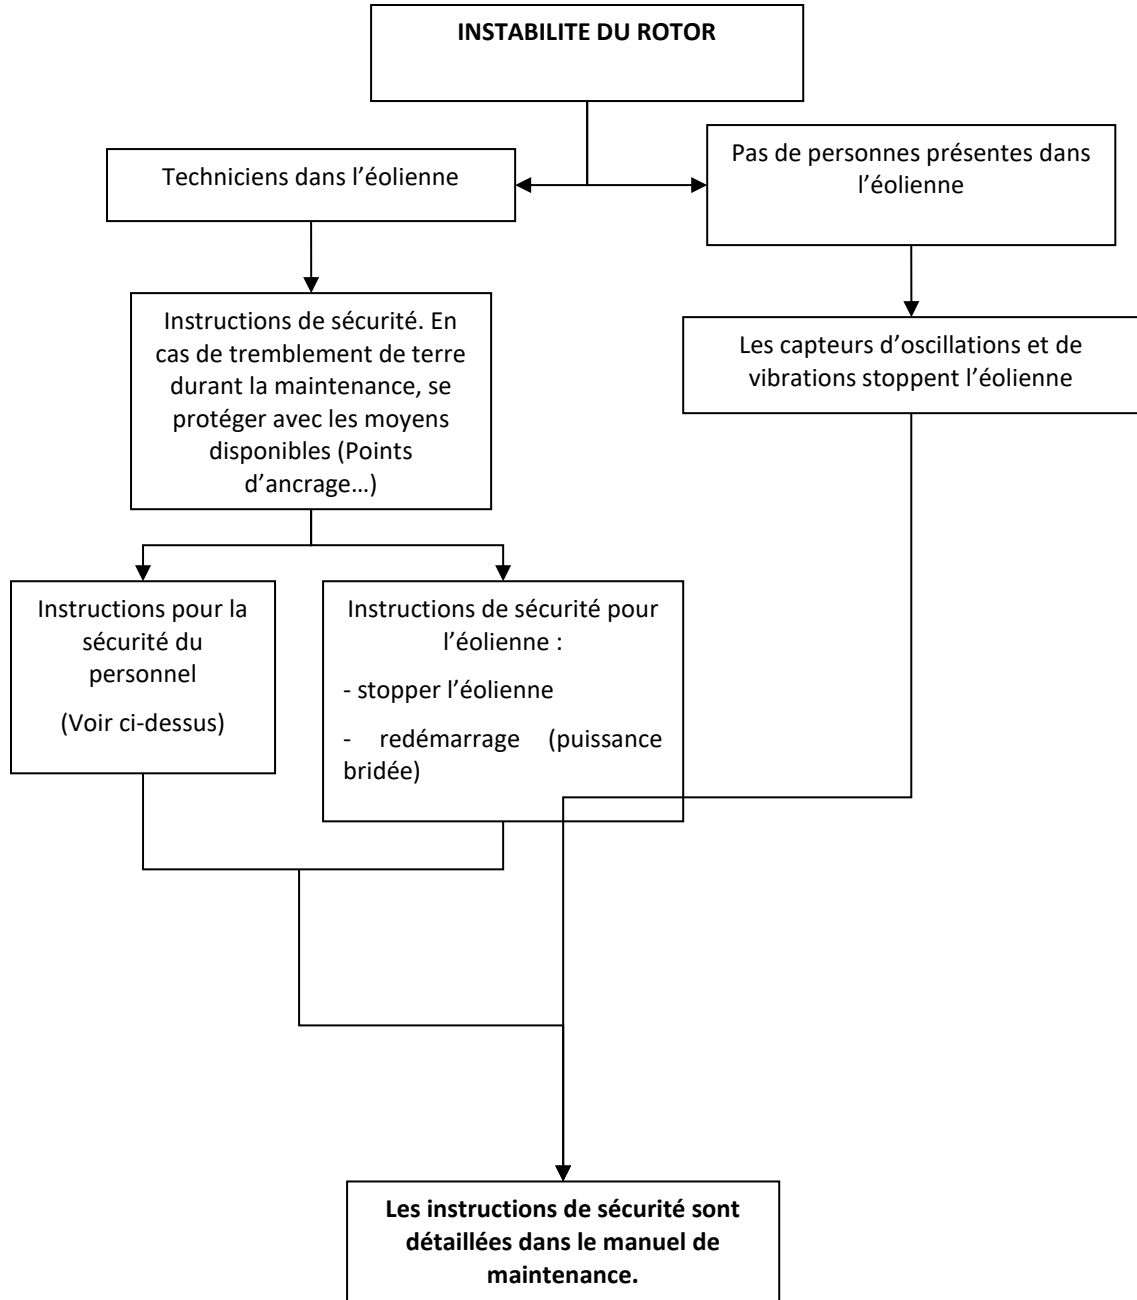 INSTABILITE DU ROTOR
Techniciens dans l’éolienne
Pas de personnes présentes dans
l’éolienne
Instructions de sécurité. En
cas de tremblement de terre
durant la maintenance, se
protéger avec les moyens
disponibles (Points
d’ancrage…)
Les capteurs d’oscillations et de
vibrations stoppent l’éolienne
Instructions pour la
sécurité du
personnel
(Voir ci-dessus)
Instructions de sécurité pour
l’éolienne :
- stopper l’éolienne
- redémarrage (puissance
bridée)
Les instructions de sécurité sont
détaillées dans le manuel de
maintenance.